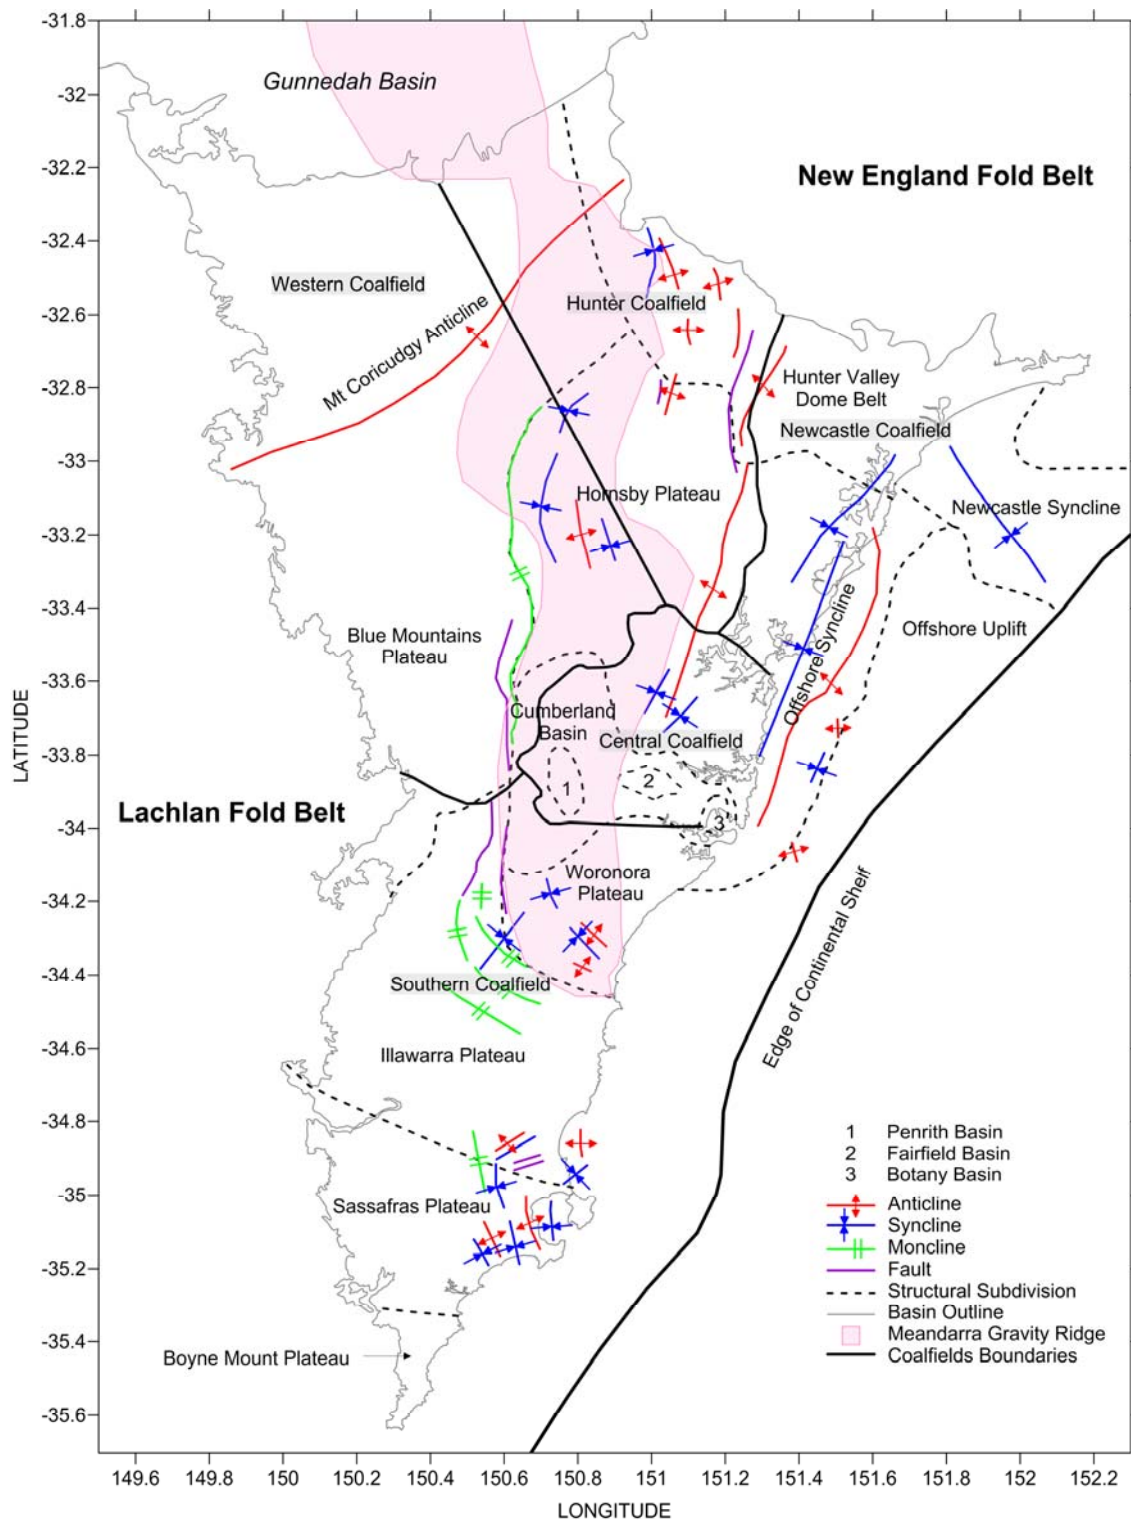 -31.8
-32
-32.2
-32.4
-32.6
-32.8
-33
-33.2
-33.4
-33.6
-33.8
-34
-34.2
-34.4
-34.6
-34.8
-35
-35.2
-35.4
-35.6
LATITUDE
Gunnedah Basin
New England Fold Belt
Western Coalfield
Hunter Coalfield
Mt Coricudgy Anticline
Hunter Valley
Dome Belt
Newcastle Coalfield
Hornsby Plateau
Newcastle Syncline
Blue Mountains
Plateau
Offshore Uplift
Offshore Syncline
Cumberland
Basin
Central Coalfield
1
2
3
Lachlan Fold Belt
Woronora
Plateau
Edge of Continental Shelf
Southern Coalfield
Illawarra Plateau
Sassafras Plateau
Boyne Mount Plateau
1 Penrith Basin
2 Fairfield Basin
3 Botany Basin
Anticline
Syncline
Moncline
Fault
Structural Subdivision
Basin Outline
Meandarra Gravity Ridge
Coalfields Boundaries
149.6 149.8 150 150.2 150.4 150.6 150.8 151 151.2 151.4 151.6 151.8 152 152.2
LONGITUDE